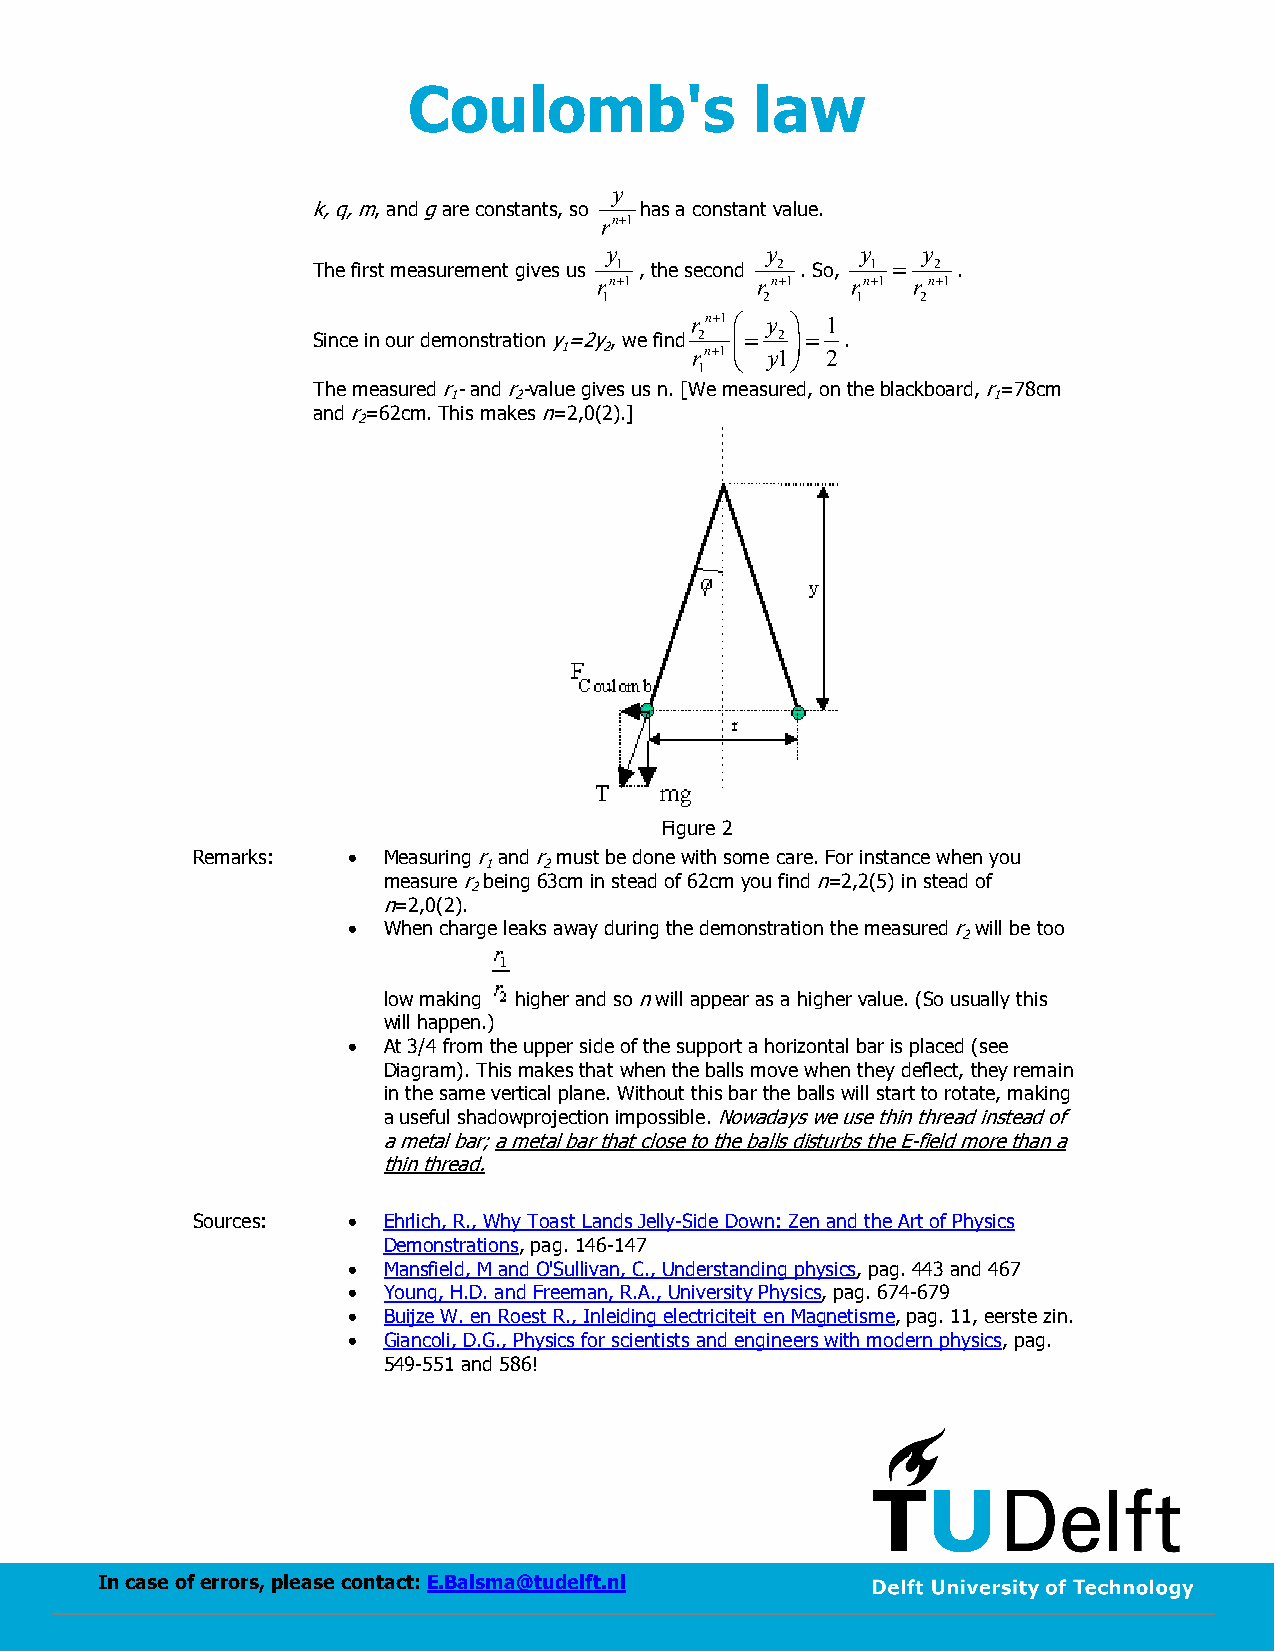 Coulomb's law
k, q, m, and g are constants, so y/r^{n+1} has a constant value.
The first measurement gives us y_1/r_1^{n+1}, the second y_2/r_2^{n+1}. So, y_1/r_1^{n+1} = y_2/r_2^{n+1}.
Since in our demonstration y_1=2y_2, we find r_2^{n+1}/r_1^{n+1} (= y_2/y1) = 1/2.
The measured r_1- and r_2-value gives us n. [We measured, on the blackboard, r_1=78cm
and r_2=62cm. This makes n=2,0(2).]
φ
y
F_Coulomb
r
T mg
Figure 2
Remarks: • Measuring r_1 and r_2 must be done with some care. For instance when you
measure r_2 being 63cm in stead of 62cm you find n=2,2(5) in stead of
n=2,0(2).
• When charge leaks away during the demonstration the measured r_2 will be too
low making r_1/r_2 higher and so n will appear as a higher value. (So usually this
will happen.)
• At 3/4 from the upper side of the support a horizontal bar is placed (see
Diagram). This makes that when the balls move when they deflect, they remain
in the same vertical plane. Without this bar the balls will start to rotate, making
a useful shadowprojection impossible. Nowadays we use thin thread instead of
a metal bar; a metal bar that close to the balls disturbs the E-field more than a
thin thread.
Sources: • Ehrlich, R., Why Toast Lands Jelly-Side Down: Zen and the Art of Physics
Demonstrations, pag. 146-147
• Mansfield, M and O'Sullivan, C., Understanding physics, pag. 443 and 467
• Young, H.D. and Freeman, R.A., University Physics, pag. 674-679
• Buijze W. en Roest R., Inleiding electriciteit en Magnetisme, pag. 11, eerste zin.
• Giancoli, D.G., Physics for scientists and engineers with modern physics, pag.
549-551 and 586!
TUDelft
In case of errors, please contact: E.Balsma@tudelft.nl
Delft University of Technology